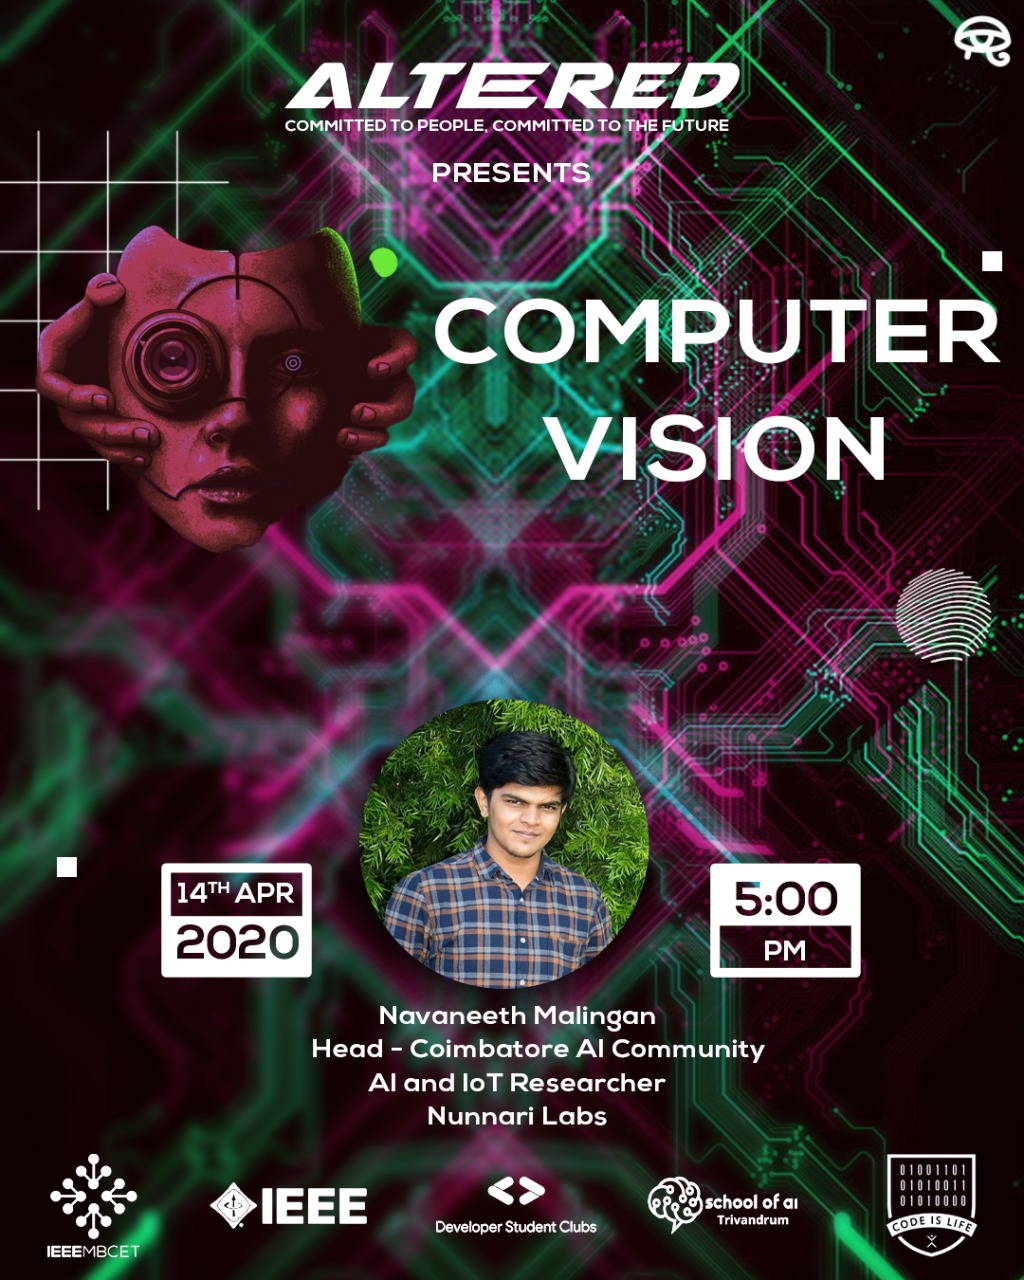 ALTERED
COMMITTED TO PEOPLE, COMMITTED TO THE FUTURE
PRESENTS
COMPUTER
VISION
14TH APR
2020
5:00
PM
Navaneeth Malingan
Head - Coimbatore AI Community
AI and IoT Researcher
Nunnari Labs
IEEEMBCET
IEEE
Developer Student Clubs
school of ai
Trivandrum
01001101
01010011
01010000
CODE IS LIFE